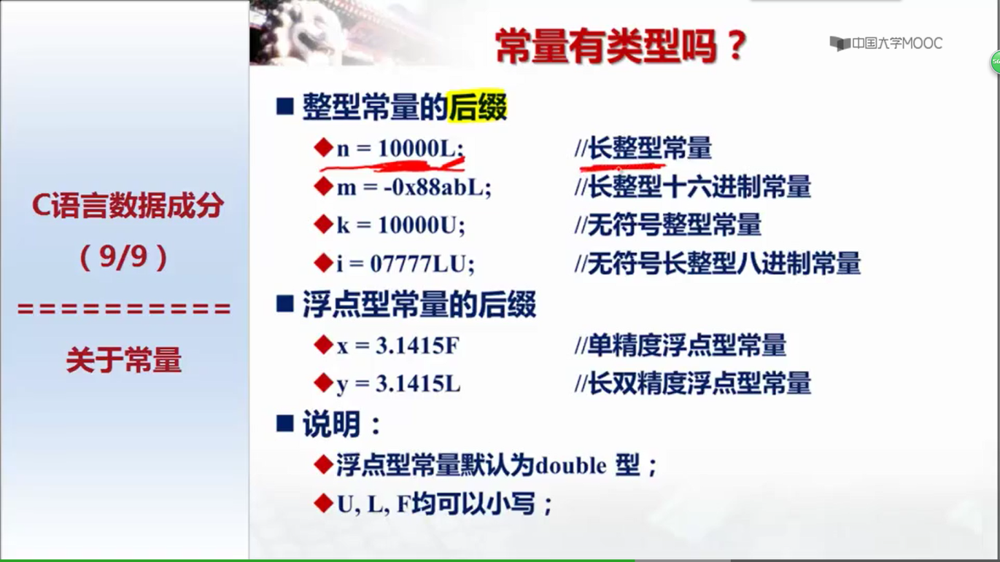 常量有类型吗？
中国大学MOOC
C语言数据成分
（9/9）
==========
关于常量
■ 整型常量的后缀
◆n = 10000L; //长整型常量
◆m = -0x88abL; //长整型十六进制常量
◆k = 10000U; //无符号整型常量
◆i = 07777LU; //无符号长整型八进制常量
■ 浮点型常量的后缀
◆x = 3.1415F //单精度浮点型常量
◆y = 3.1415L //长双精度浮点型常量
■ 说明：
◆浮点型常量默认为double 型；
◆U, L, F均可以小写；